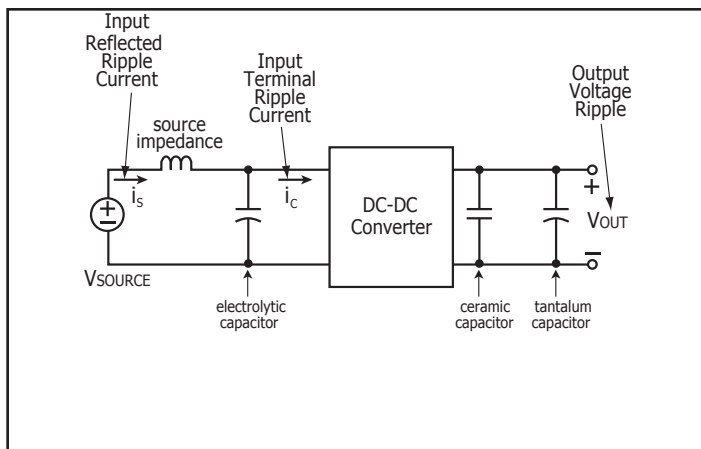 Input
Reflected
Ripple
Current
Input
Terminal
Ripple
Current
Output
Voltage
Ripple
source
impedance
iS
iC
DC-DC
Converter
+
−
+
−
VOUT
VSOURCE
electrolytic
capacitor
ceramic
capacitor
tantalum
capacitor